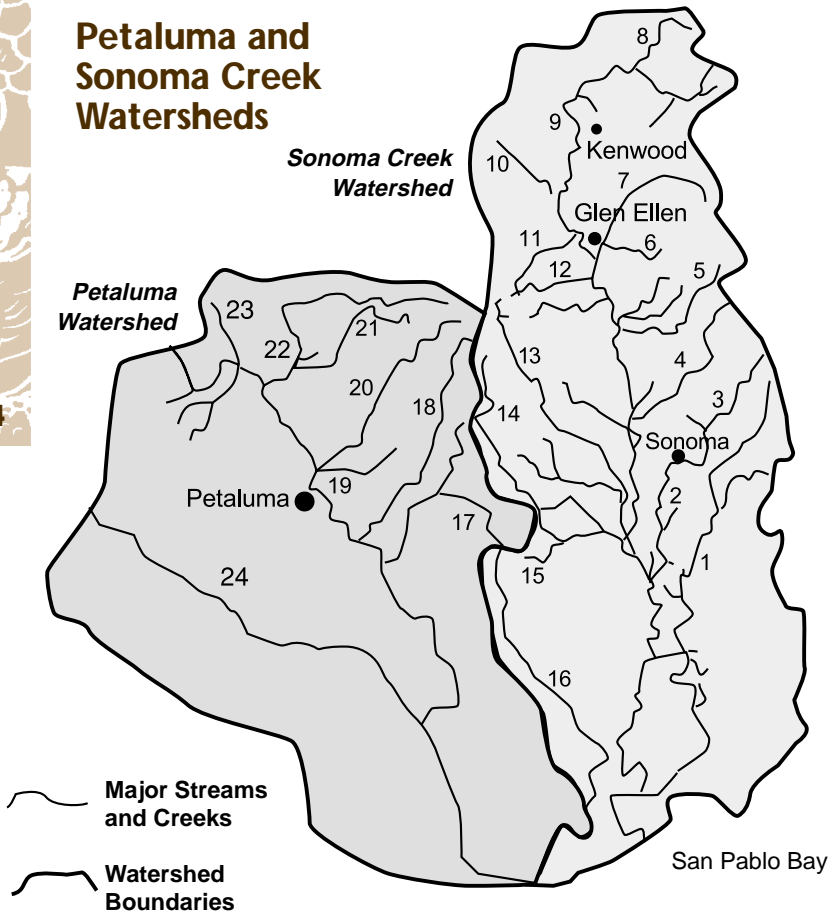 Petaluma and
Sonoma Creek
Watersheds
Sonoma Creek
Watershed
Petaluma
Watershed
8
9
Kenwood
10
7
Glen Ellen
11
6
12
5
23
22
21
13
4
20
18
3
14
Sonoma
19
2
Petaluma
17
1
15
24
16
Major Streams
and Creeks
Watershed
Boundaries
San Pablo Bay